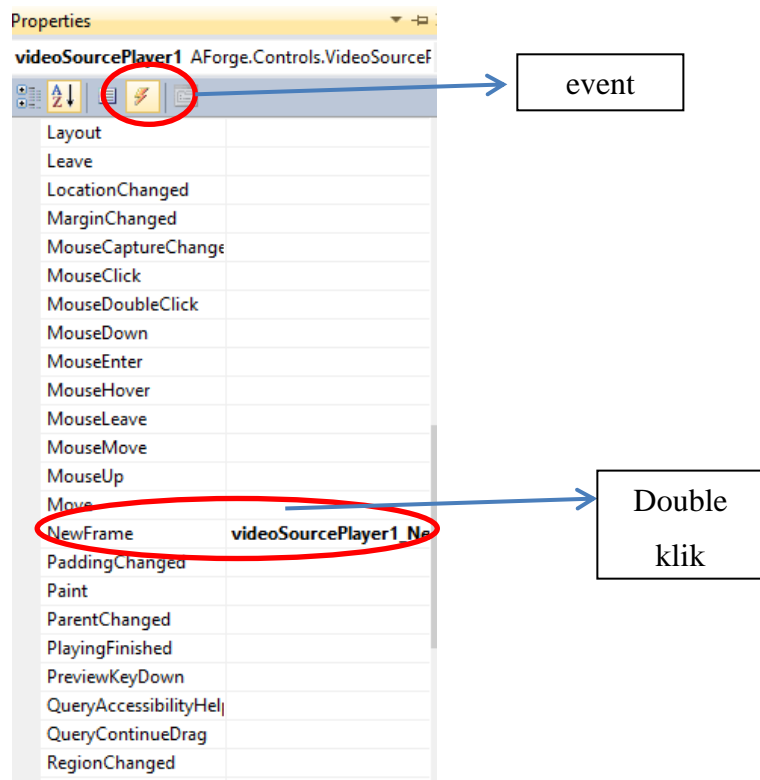 Properties
videoSourcePlayer1 AForge.Controls.VideoSourceP
event
Layout
Leave
LocationChanged
MarginChanged
MouseCaptureChange
MouseClick
MouseDoubleClick
MouseDown
MouseEnter
MouseHover
MouseLeave
MouseMove
MouseUp
Move
NewFrame videoSourcePlayer1_Ne
Double
klik
PaddingChanged
Paint
ParentChanged
PlayingFinished
PreviewKeyDown
QueryAccessibilityHel
QueryContinueDrag
RegionChanged